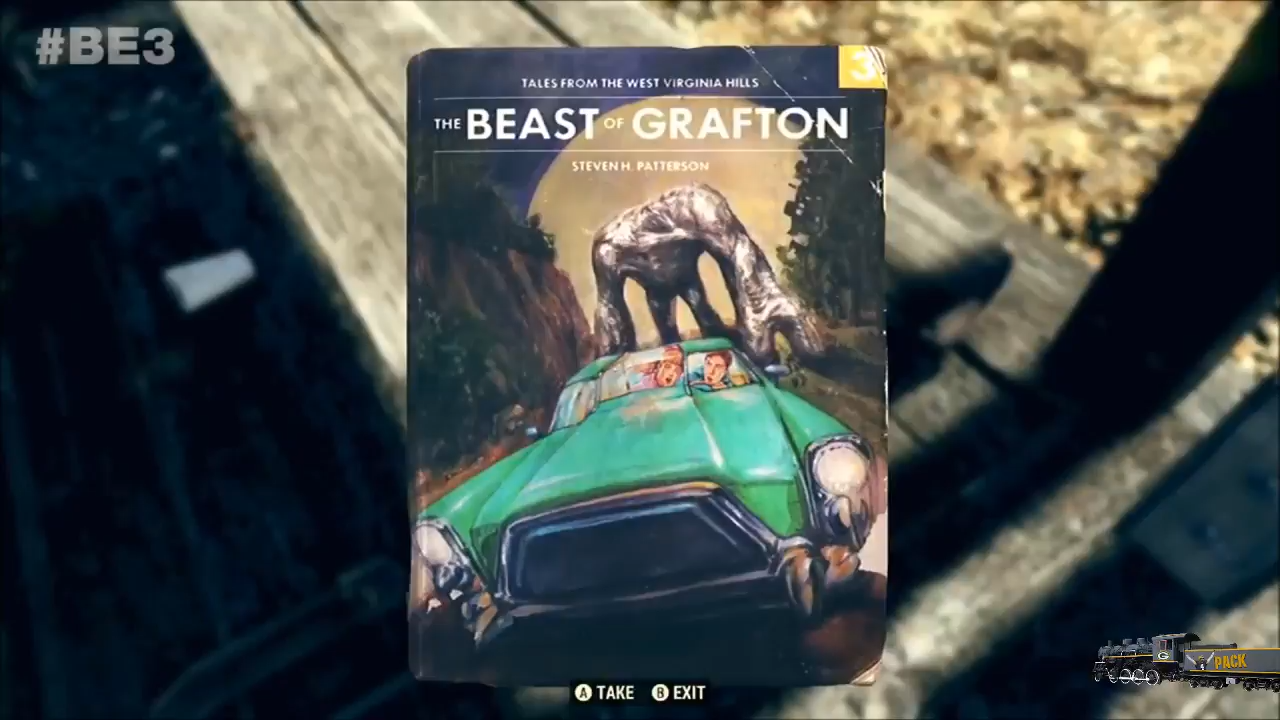 #BE3
3
TALES FROM THE WEST VIRGINIA HILLS
THE BEAST OF GRAFTON
STEVEN H. PATTERSON
G PACK
A TAKE B EXIT